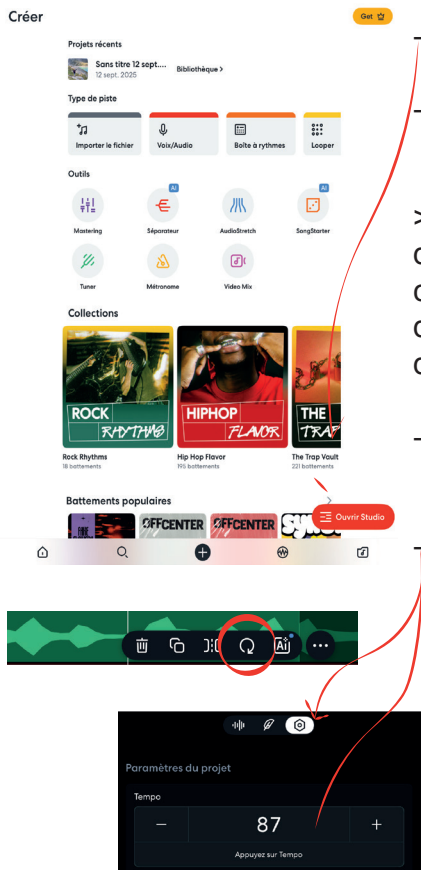 Créer
Get
Projets récents
Sans titre 12 sept....
12 sept. 2025
Bibliothèque >
Type de piste
Importer le fichier
Voix/Audio
Boîte à rythmes
Looper
Outils
AI
AI
Mastering
Séparateur
AudioStretch
SongStarter
Tuner
Métronome
Video Mix
Collections
ROCK
RHYTHMS
HIPHOP
FLAVOR
THE
TRAP
Rock Rhythms
18 battements
Hip Hop Flavor
195 battements
The Trap Vault
221 battements
Battements populaires
OFFCENTER
OFFCENTER
Ouvrir Studio
Ai
Paramètres du projet
Tempo
− 87 +
Appuyez sur Tempo